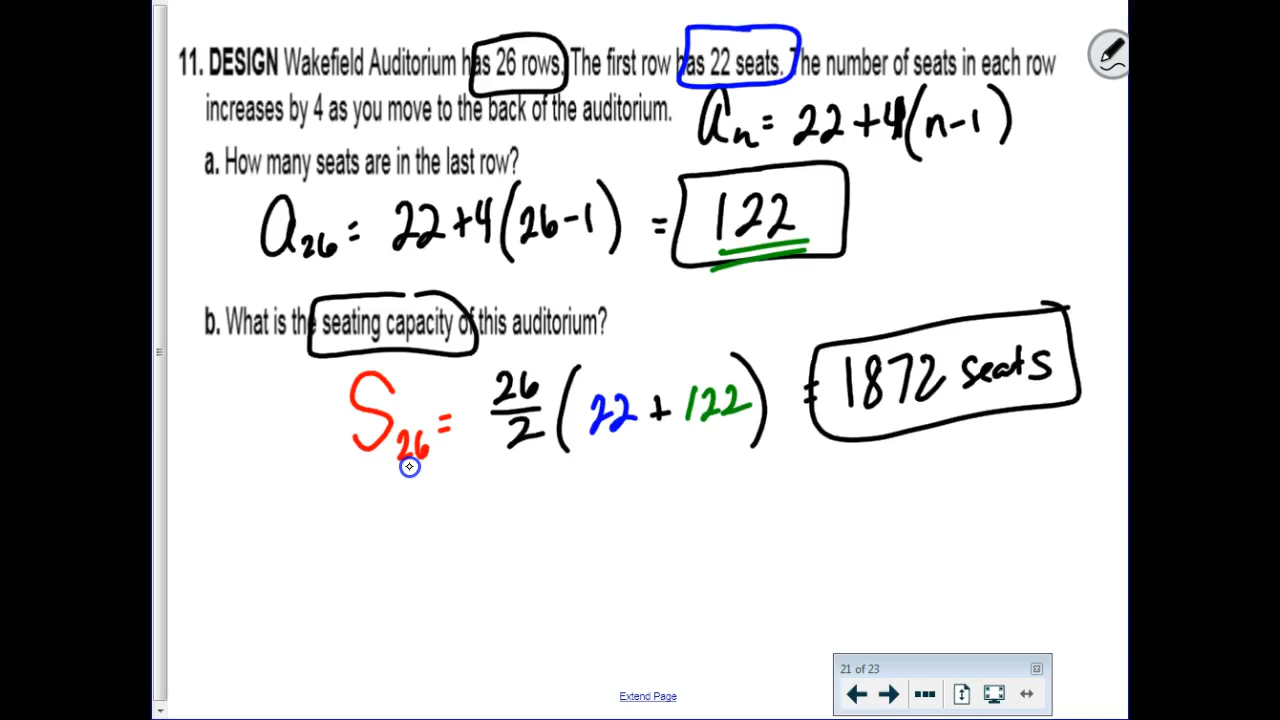 11. DESIGN Wakefield Auditorium has 26 rows. The first row has 22 seats. The number of seats in each row
increases by 4 as you move to the back of the auditorium.
an = 22 + 4(n-1)
a. How many seats are in the last row?
a26 = 22+4(26-1) = 122
b. What is the seating capacity of this auditorium?
S26 = 26/2 (22 + 122) = 1872 seats
21 of 23
Extend Page